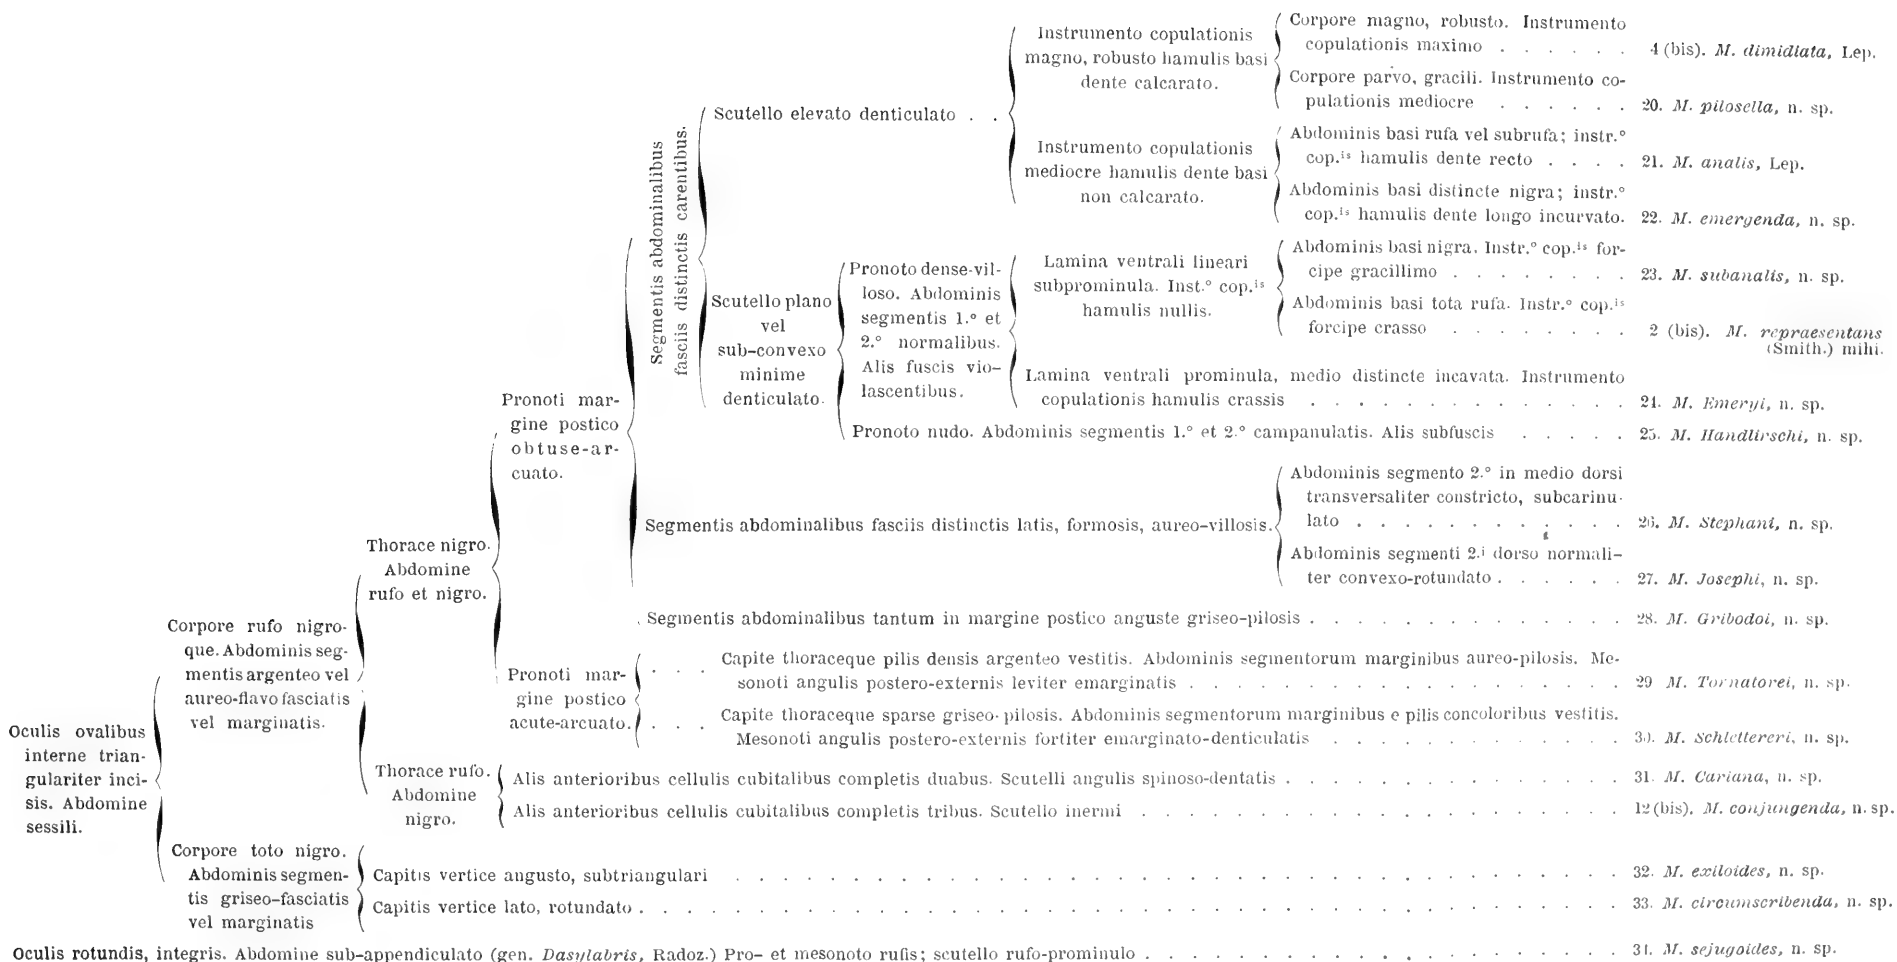 Oculis ovalibus
interne trian-
gulariter inci-
sis. Abdomine
sessili.
Corpore rufo nigro-
que. Abdominis seg-
mentis argenteo vel
aureo-flavo fasciatis
vel marginatis.
Thorace nigro.
Abdomine
rufo et nigro.
Pronoti mar-
gine postico
obtuse-ar-
cuato.
Segmentis abdominalibus
fasciis distinctis carentibus.
Scutello elevato denticulato . .
Instrumento copulationis
magno, robusto hamulis basi
dente calcarato.
Corpore magno, robusto. Instrumento
copulationis maximo . . . . . . 4 (bis). M. dimidiata, Lep.
Corpore parvo, gracili. Instrumento co-
pulationis mediocre . . . . . . 20. M. pilosella, n. sp.
Instrumento copulationis
mediocre hamulis dente basi
non calcarato.
Abdominis basi rufa vel subrufa; instr.º
cop.is hamulis dente recto . . . . 21. M. analis, Lep.
Abdominis basi distincte nigra; instr.º
cop.is hamulis dente longo incurvato. 22. M. emergenda, n. sp.
Scutello plano
vel
sub-convexo
minime
denticulato.
Pronoto dense-vil-
loso. Abdominis
segmentis 1.º et
2.º normalibus.
Alis fuscis vio-
lascentibus.
Lamina ventrali lineari
subprominula. Inst.º cop.is
hamulis nullis.
Abdominis basi nigra. Instr.º cop.is for-
cipe gracillimo . . . . . . . . 23. M. subanalis, n. sp.
Abdominis basi tota rufa. Instr.º cop.is
forcipe crasso . . . . . . . . 2 (bis). M. repraesentans
(Smith.) mihi.
Lamina ventrali prominula, medio distincte incavata. Instrumento
copulationis hamulis crassis . . . . . . . . . . . . . . 24. M. Emeryi, n. sp.
Pronoto nudo. Abdominis segmentis 1.º et 2.º campanulatis. Alis subfuscis . . . . . 25. M. Handlirschi, n. sp.
Segmentis abdominalibus fasciis distinctis latis, formosis, aureo-villosis.
Abdominis segmento 2.º in medio dorsi
transversaliter constricto, subcarinu-
lato . . . . . . . . . . . . 26. M. Stephani, n. sp.
Abdominis segmenti 2.i dorso normali-
ter convexo-rotundato . . . . . . 27. M. Josephi, n. sp.
Segmentis abdominalibus tantum in margine postico anguste griseo-pilosis . . . . . . . . . . . . . . 28. M. Gribodoi, n. sp.
Pronoti mar-
gine postico
acute-arcuato.
. . . Capite thoraceque pilis densis argenteo vestitis. Abdominis segmentorum marginibus aureo-pilosis. Me-
sonoti angulis postero-externis leviter emarginatis . . . . . . . . . . . . . . . . . . . 29 M. Tornatorei, n. sp.
. . . Capite thoraceque sparse griseo-pilosis. Abdominis segmentorum marginibus e pilis concoloribus vestitis.
Mesonoti angulis postero-externis fortiter emarginato-denticulatis . . . . . . . . . . . . . 30. M. Schlettereri, n. sp.
Thorace rufo.
Abdomine
nigro.
Alis anterioribus cellulis cubitalibus completis duabus. Scutelli angulis spinoso-dentatis . . . . . . . . . . . . . . 31. M. Cariana, n. sp.
Alis anterioribus cellulis cubitalibus completis tribus. Scutello inermi . . . . . . . . . . . . . . . . . . . . 12 (bis). M. conjungenda, n. sp.
Corpore toto nigro.
Abdominis segmen-
tis griseo-fasciatis
vel marginatis
Capitis vertice angusto, subtriangulari . . . . . . . . . . . . . . . . . . . . . . . . . . . . . . . . . . . 32. M. exiloides, n. sp.
Capitis vertice lato, rotundato . . . . . . . . . . . . . . . . . . . . . . . . . . . . . . . . . . . . . 33. M. circumscribenda, n. sp.
Oculis rotundis, integris. Abdomine sub-appendiculato (gen. Dasylabris, Radoz.) Pro- et mesonoto rufis; scutello rufo-prominulo . . . . . . . . . . . . . . . . . . . 34. M. sejugoides, n. sp.